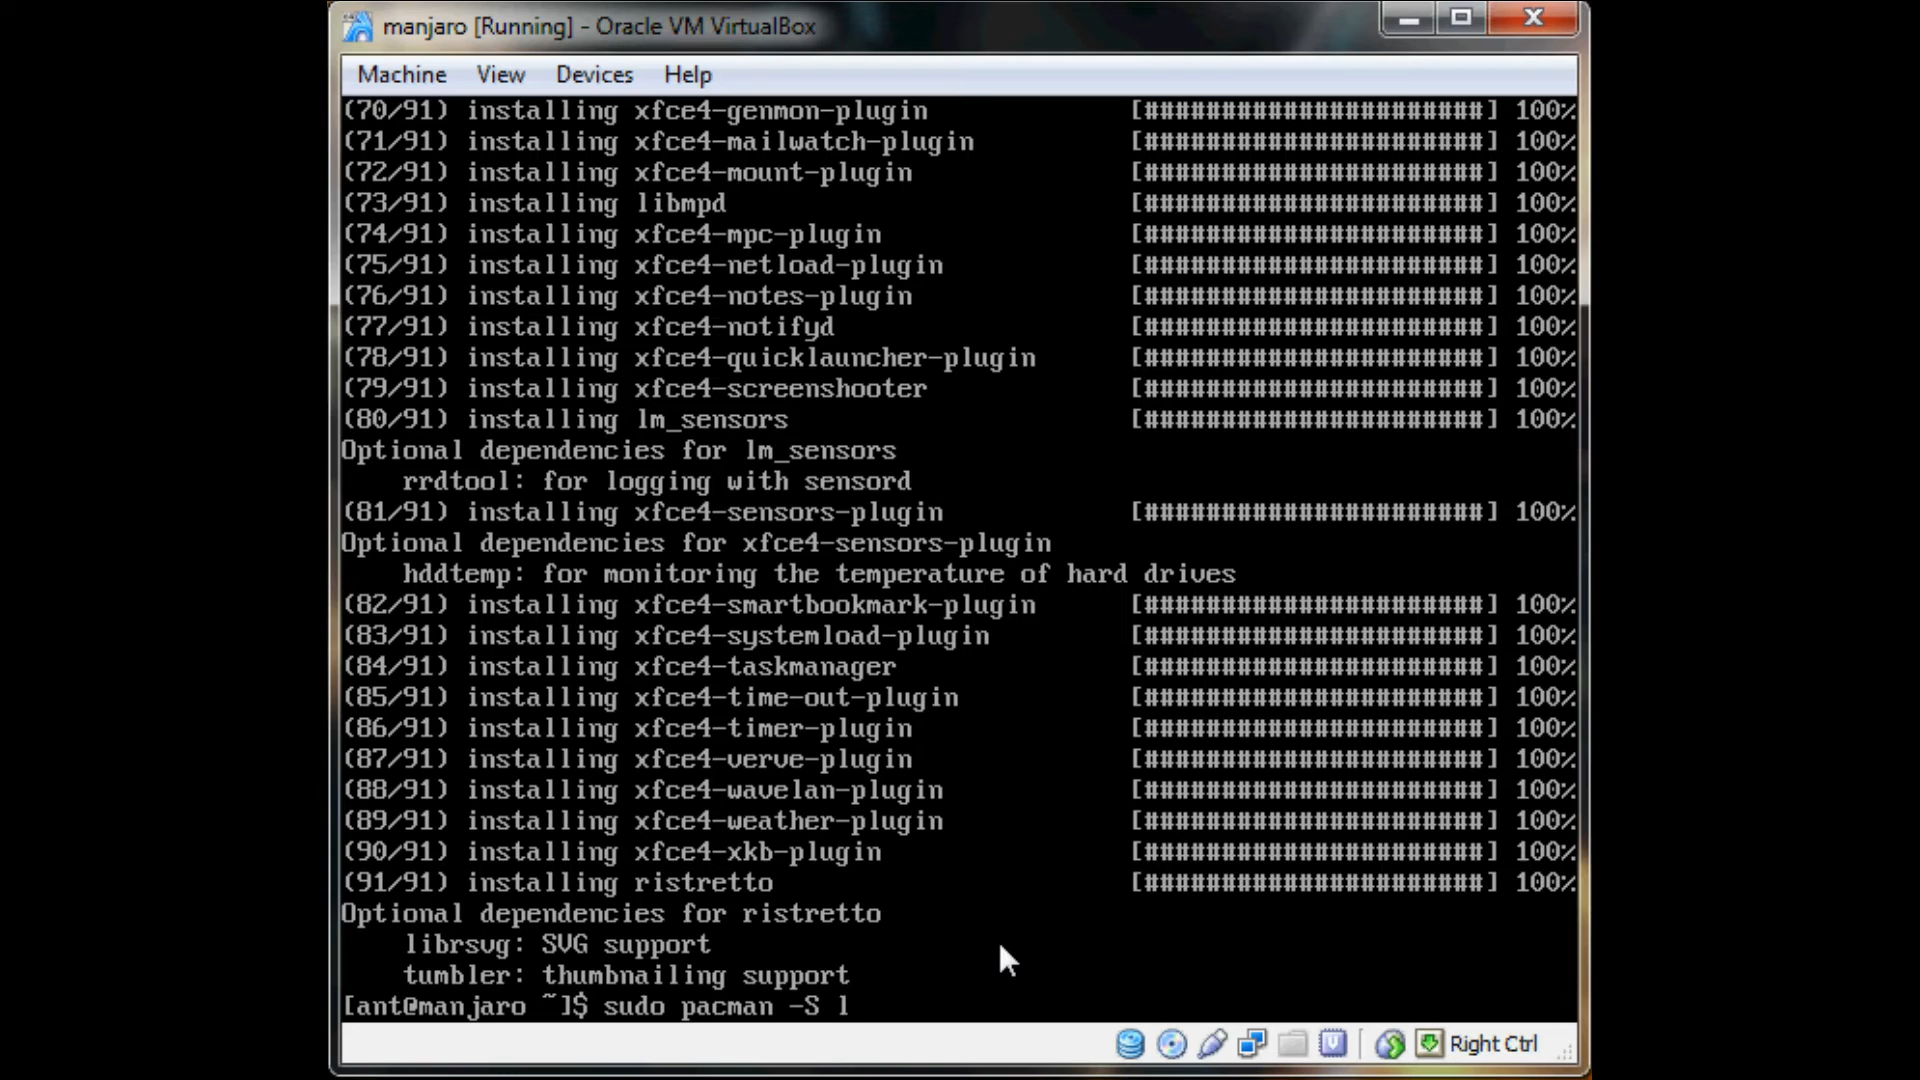 manjaro [Running] - Oracle VM VirtualBox
Machine View Devices Help
(70/91) installing xfce4-genmon-plugin [######################] 100%
(71/91) installing xfce4-mailwatch-plugin [######################] 100%
(72/91) installing xfce4-mount-plugin [######################] 100%
(73/91) installing libmpd [######################] 100%
(74/91) installing xfce4-mpc-plugin [######################] 100%
(75/91) installing xfce4-netload-plugin [######################] 100%
(76/91) installing xfce4-notes-plugin [######################] 100%
(77/91) installing xfce4-notifyd [######################] 100%
(78/91) installing xfce4-quicklauncher-plugin [######################] 100%
(79/91) installing xfce4-screenshooter [######################] 100%
(80/91) installing lm_sensors [######################] 100%
Optional dependencies for lm_sensors
rrdtool: for logging with sensord
(81/91) installing xfce4-sensors-plugin [######################] 100%
Optional dependencies for xfce4-sensors-plugin
hddtemp: for monitoring the temperature of hard drives
(82/91) installing xfce4-smartbookmark-plugin [######################] 100%
(83/91) installing xfce4-systemload-plugin [######################] 100%
(84/91) installing xfce4-taskmanager [######################] 100%
(85/91) installing xfce4-time-out-plugin [######################] 100%
(86/91) installing xfce4-timer-plugin [######################] 100%
(87/91) installing xfce4-verve-plugin [######################] 100%
(88/91) installing xfce4-wavelan-plugin [######################] 100%
(89/91) installing xfce4-weather-plugin [######################] 100%
(90/91) installing xfce4-xkb-plugin [######################] 100%
(91/91) installing ristretto [######################] 100%
Optional dependencies for ristretto
librsvg: SVG support
tumbler: thumbnailing support
[ant@manjaro ~]$ sudo pacman -S l
Right Ctrl